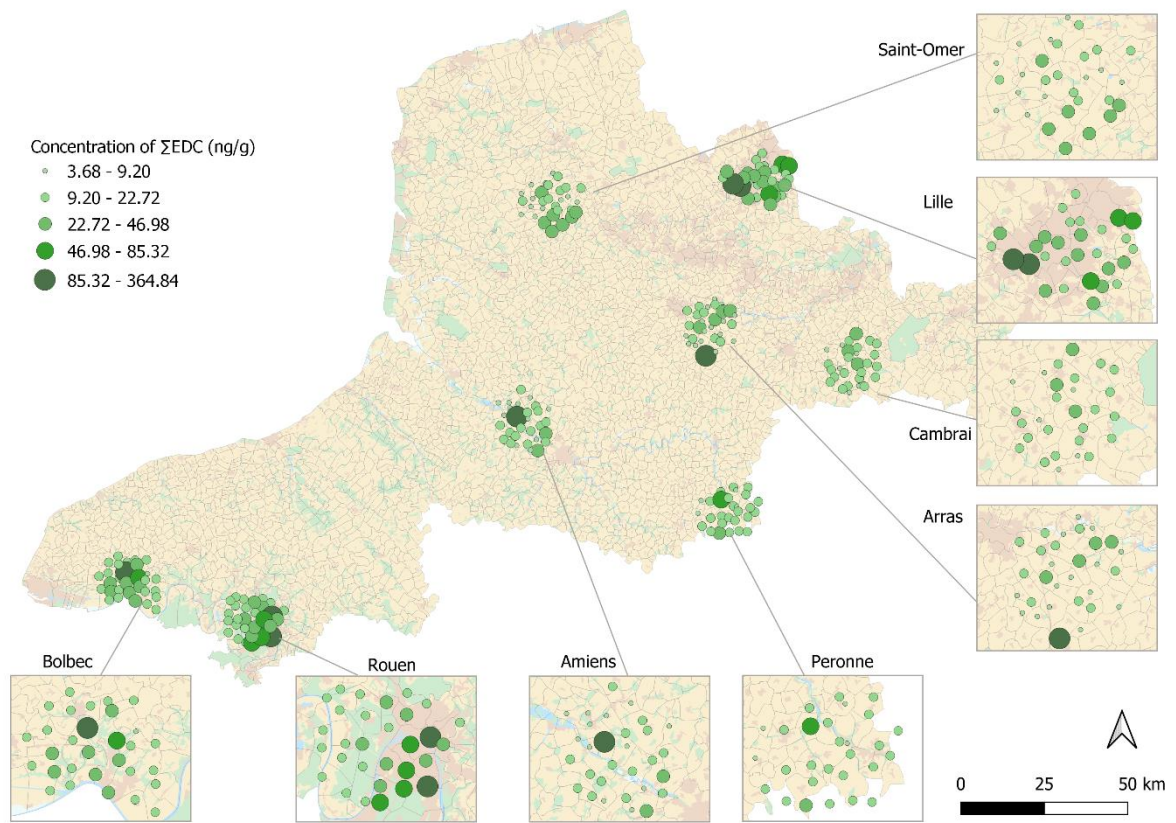 Saint-Omer
Concentration of ∑EDC (ng/g)
3.68 - 9.20
9.20 - 22.72
22.72 - 46.98
46.98 - 85.32
85.32 - 364.84
Lille
Cambrai
Arras
Bolbec
Rouen
Amiens
Peronne
0 25 50 km